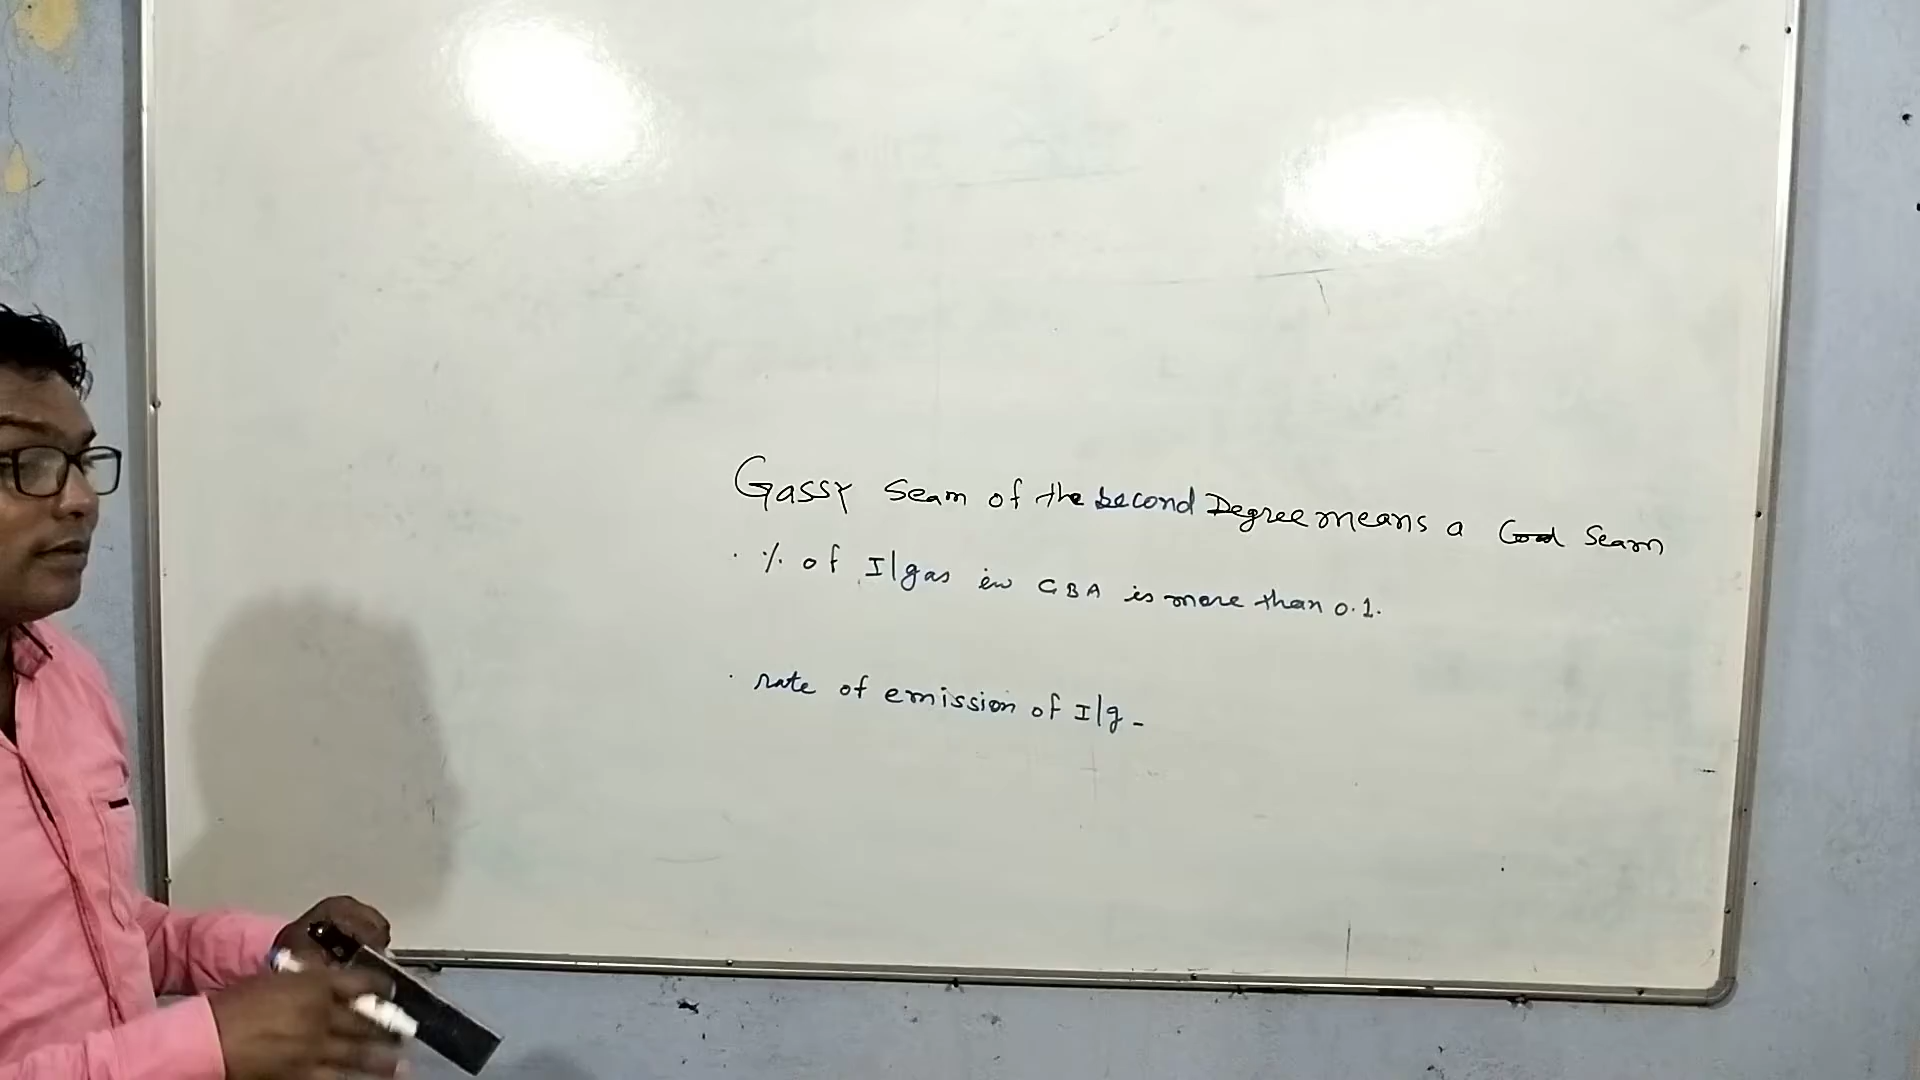 Gassy Seam of the Second Degree means a Coal Seam
· % of I/gas in GBA is more than 0.1.
· rate of emission of I/g -